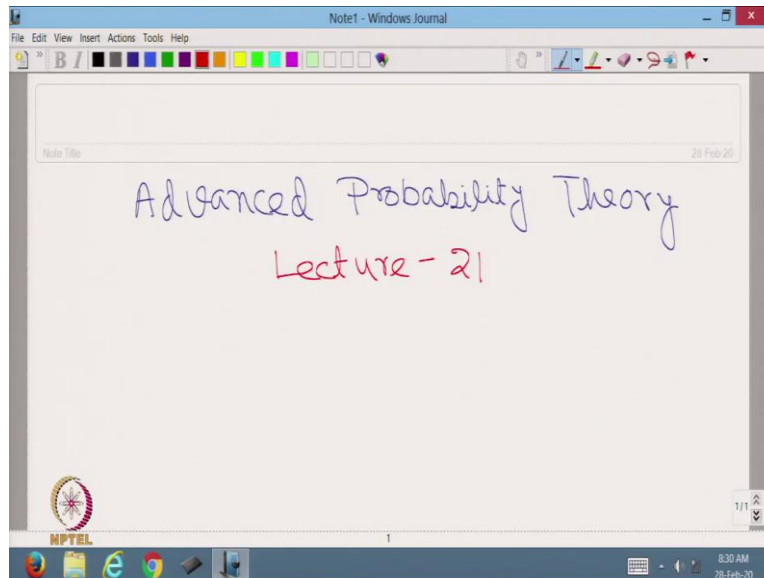 Note1 - Windows Journal
File Edit View Insert Actions Tools Help
B I
Note Title
28-Feb-20
Advanced Probability Theory
Lecture - 21
NPTEL
1/1
1
8:30 AM
28-Feb-20